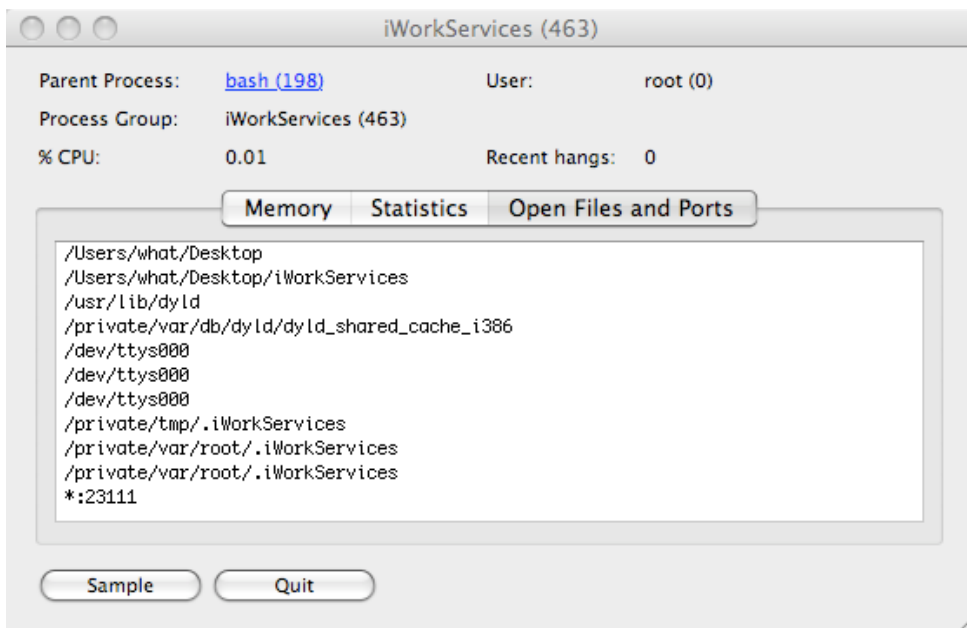 iWorkServices (463)
Parent Process: bash (198) User: root (0)
Process Group: iWorkServices (463)
% CPU: 0.01 Recent hangs: 0
Memory Statistics Open Files and Ports
/Users/what/Desktop
/Users/what/Desktop/iWorkServices
/usr/lib/dyld
/private/var/db/dyld/dyld_shared_cache_i386
/dev/ttys000
/dev/ttys000
/dev/ttys000
/private/tmp/.iWorkServices
/private/var/root/.iWorkServices
/private/var/root/.iWorkServices
*:23111
Sample Quit